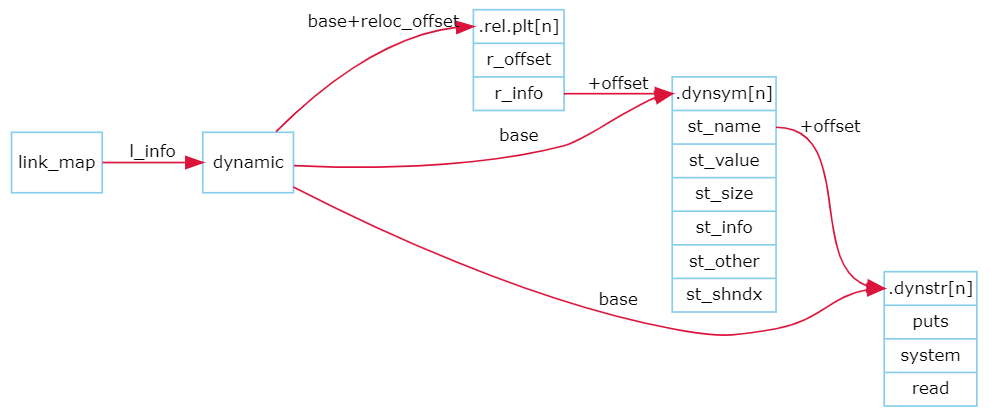 link_map
l_info
dynamic
base+reloc_offset
.rel.plt[n]
r_offset
r_info
+offset
base
.dynsym[n]
st_name
st_value
st_size
st_info
st_other
st_shndx
+offset
base
.dynstr[n]
puts
system
read